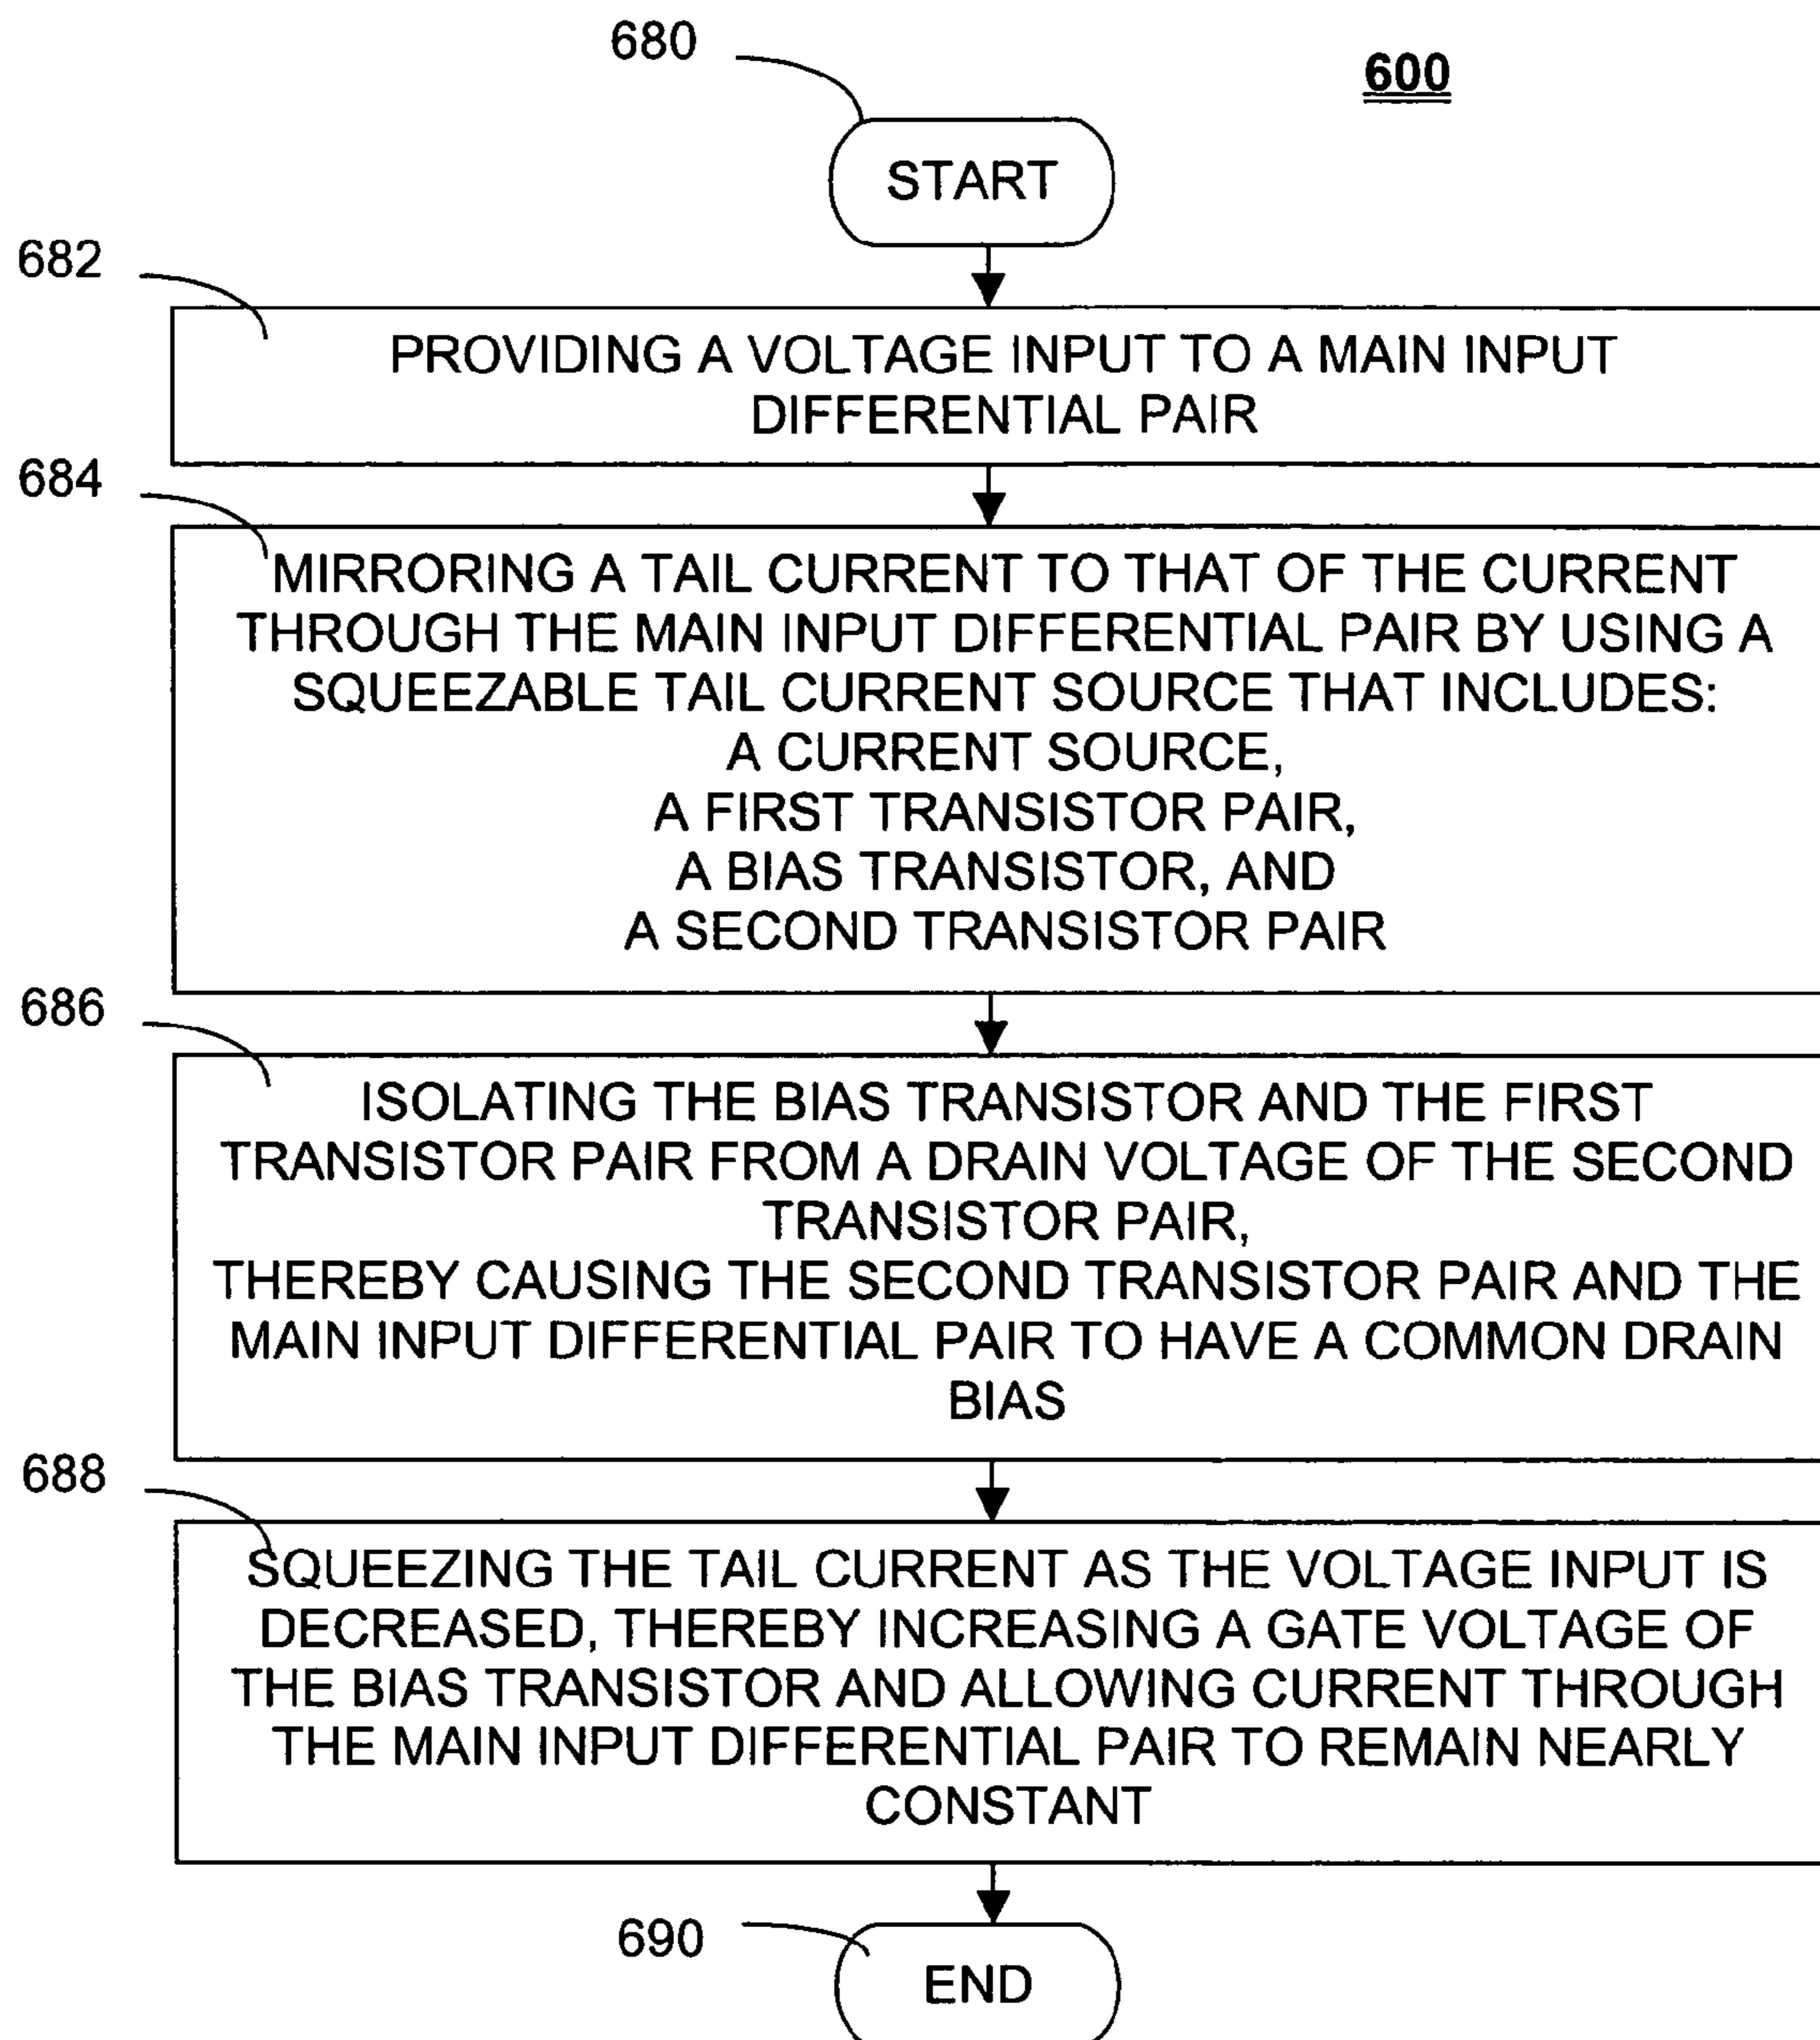 680
600
START
682
PROVIDING A VOLTAGE INPUT TO A MAIN INPUT
DIFFERENTIAL PAIR
684
MIRRORING A TAIL CURRENT TO THAT OF THE CURRENT
THROUGH THE MAIN INPUT DIFFERENTIAL PAIR BY USING A
SQUEEZABLE TAIL CURRENT SOURCE THAT INCLUDES:
A CURRENT SOURCE,
A FIRST TRANSISTOR PAIR,
A BIAS TRANSISTOR, AND
A SECOND TRANSISTOR PAIR
686
ISOLATING THE BIAS TRANSISTOR AND THE FIRST
TRANSISTOR PAIR FROM A DRAIN VOLTAGE OF THE SECOND
TRANSISTOR PAIR,
THEREBY CAUSING THE SECOND TRANSISTOR PAIR AND THE
MAIN INPUT DIFFERENTIAL PAIR TO HAVE A COMMON DRAIN
BIAS
688
SQUEEZING THE TAIL CURRENT AS THE VOLTAGE INPUT IS
DECREASED, THEREBY INCREASING A GATE VOLTAGE OF
THE BIAS TRANSISTOR AND ALLOWING CURRENT THROUGH
THE MAIN INPUT DIFFERENTIAL PAIR TO REMAIN NEARLY
CONSTANT
690
END